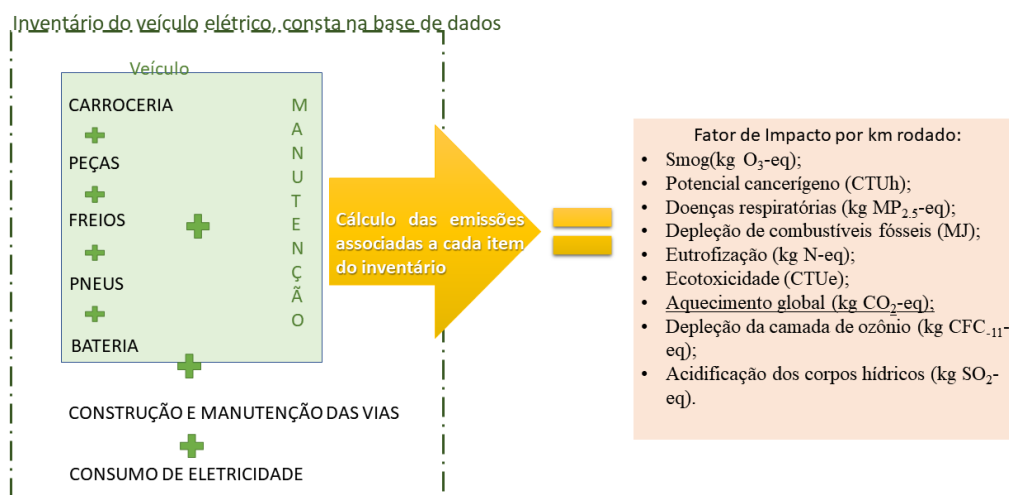 Inventário do veículo elétrico, consta na base de dados
Veículo
CARROCERIA
PEÇAS
FREIOS
PNEUS
BATERIA
M
A
N
U
T
E
N
Ç
Ã
O
CONSTRUÇÃO E MANUTENÇÃO DAS VIAS
CONSUMO DE ELETRICIDADE
Cálculo das emissões
associadas a cada item
do inventário
Fator de Impacto por km rodado:
• Smog(kg O₃-eq);
• Potencial cancerígeno (CTUh);
• Doenças respiratórias (kg MP₂.₅-eq);
• Depleção de combustíveis fósseis (MJ);
• Eutrofização (kg N-eq);
• Ecotoxicidade (CTUe);
• Aquecimento global (kg CO₂-eq);
• Depleção da camada de ozônio (kg CFC₋₁₁-
eq);
• Acidificação dos corpos hídricos (kg SO₂-
eq).